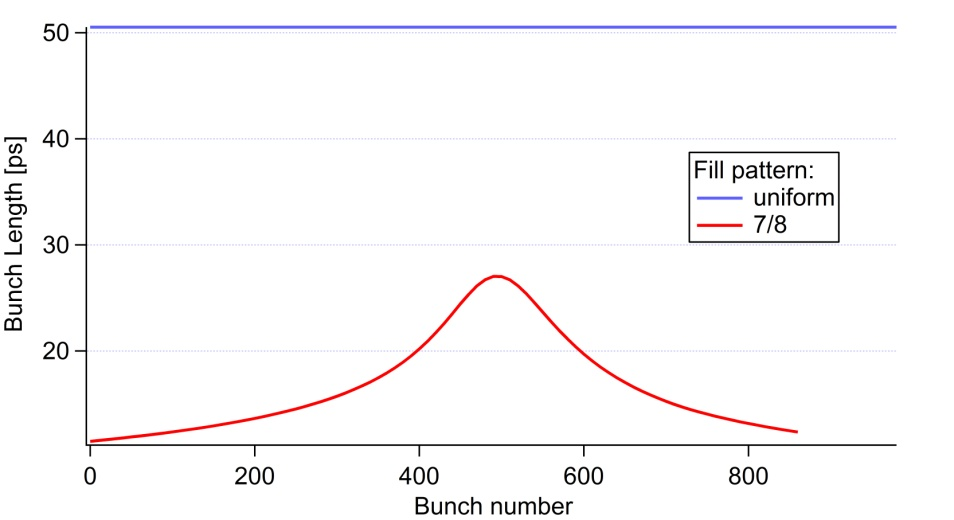 50
40
30
20
Bunch Length [ps]
Fill pattern:
uniform
7/8
0 200 400 600 800
Bunch number